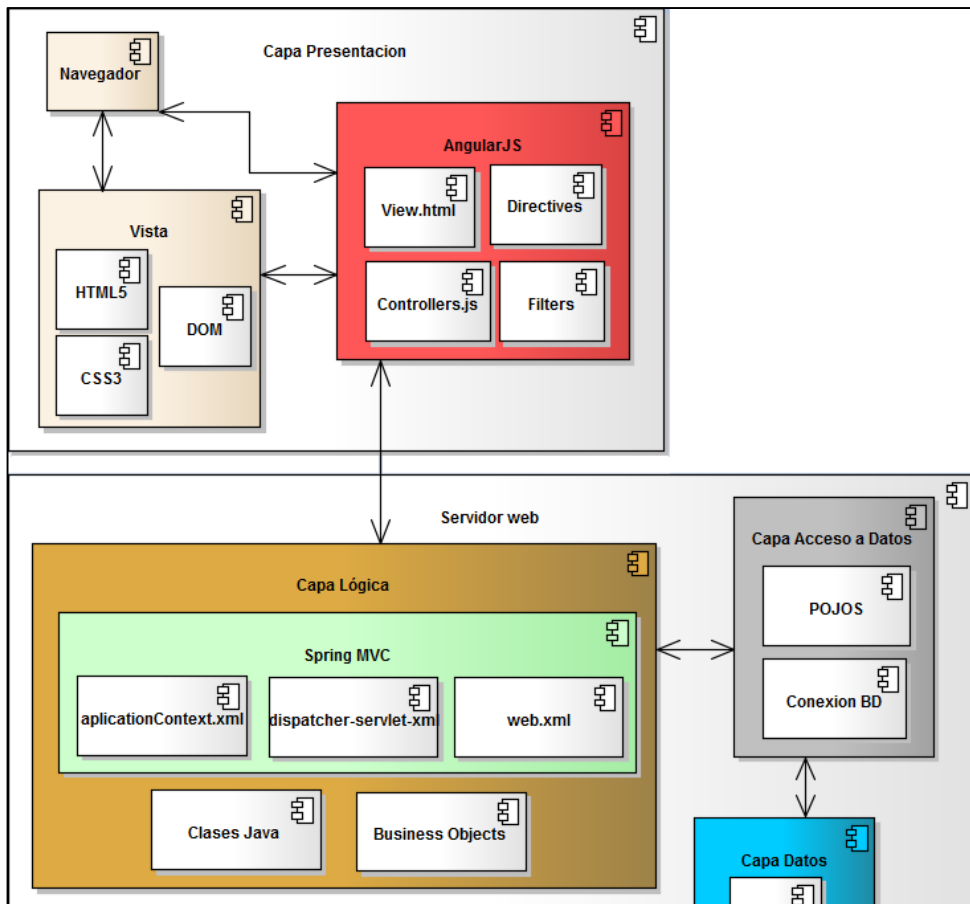 Capa Presentacion
Navegador
AngularJS
View.html
Directives
Vista
HTML5
Controllers.js
Filters
DOM
CSS3
Servidor web
Capa Acceso a Datos
Capa Lógica
POJOS
Spring MVC
Conexion BD
aplicationContext.xml
dispatcher-servlet-xml
web.xml
Clases Java
Business Objects
Capa Datos